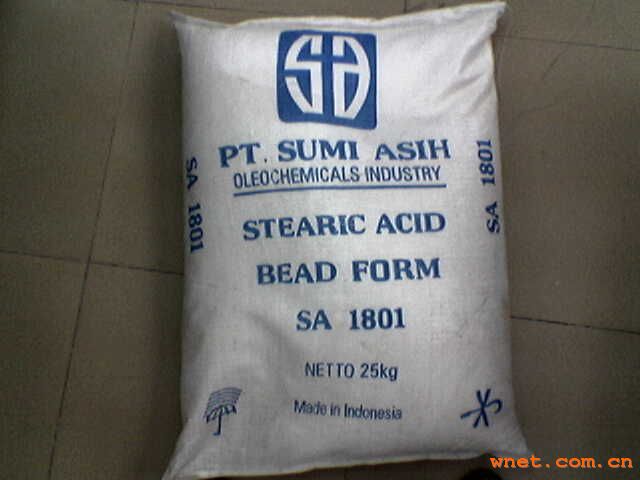 SA
PT. SUMI ASIH
OLEOCHEMICALS INDUSTRY
SA 1801
SA 1801
STEARIC ACID
BEAD FORM
SA 1801
NETTO 25kg
Made in Indonesia
wnet.com.cn